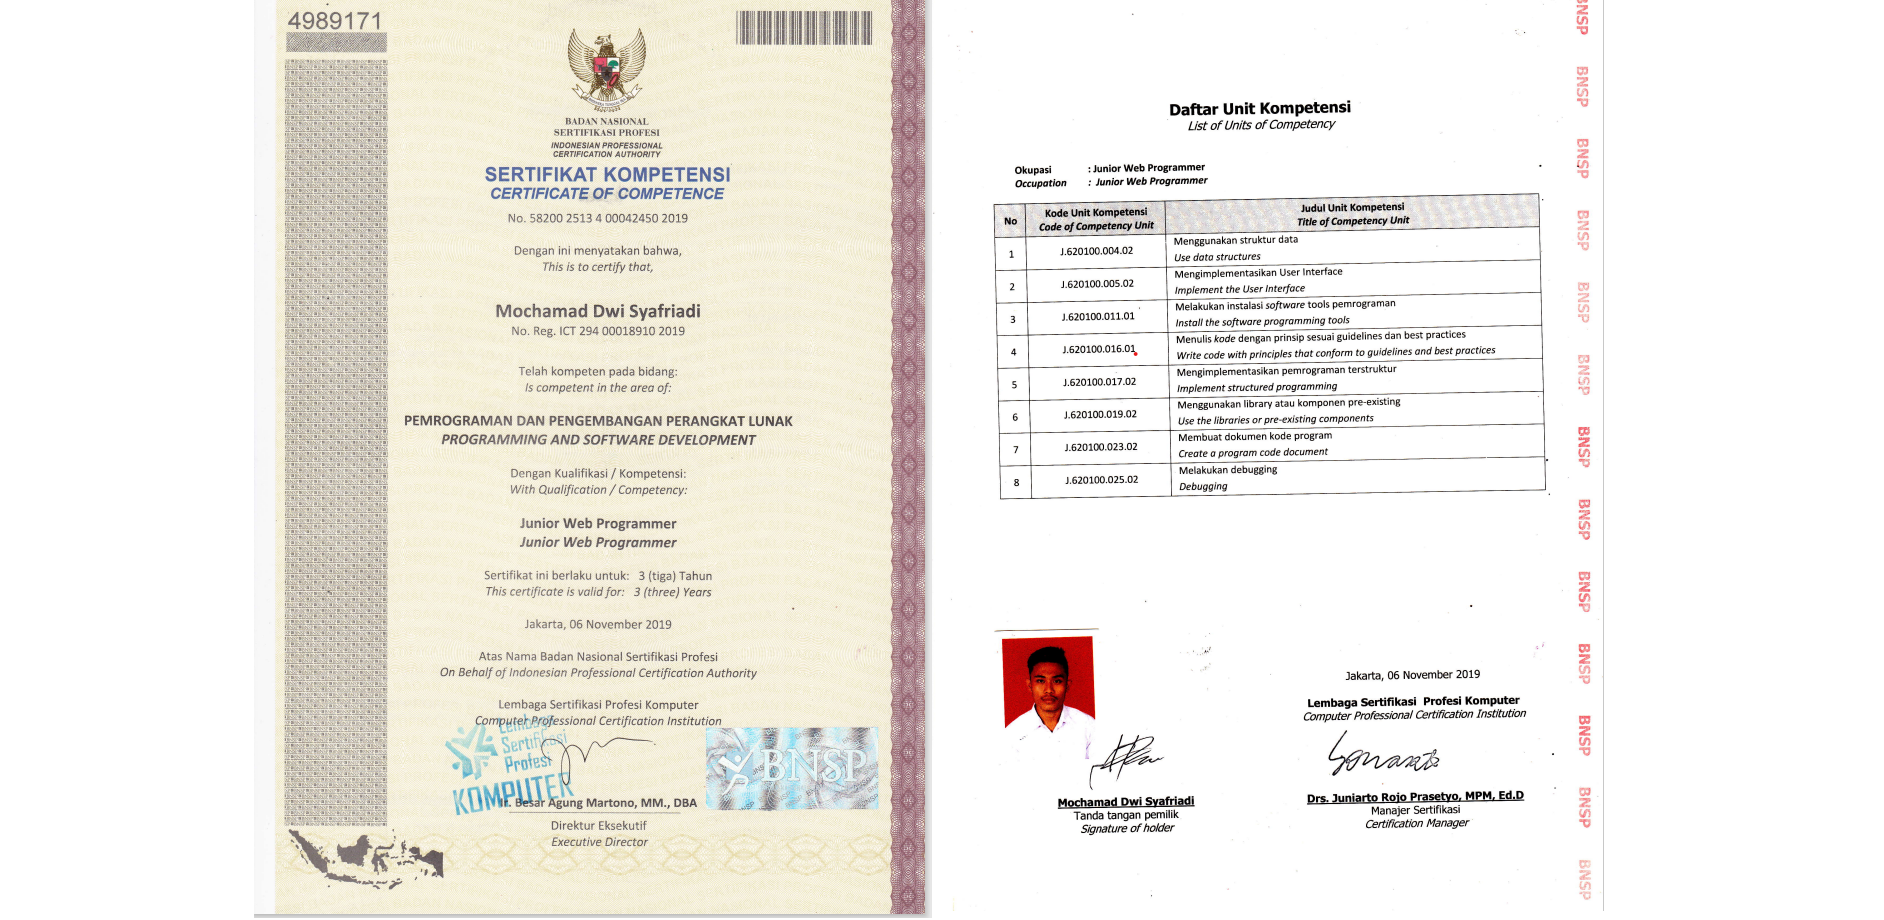 4989171
BADAN NASIONAL
SERTIFIKASI PROFESI
INDONESIAN PROFESSIONAL
CERTIFICATION AUTHORITY
SERTIFIKAT KOMPETENSI
CERTIFICATE OF COMPETENCE
No. 58200 2513 4 00042450 2019
Dengan ini menyatakan bahwa,
This is to certify that,
Mochamad Dwi Syafriadi
No. Reg. ICT 294 00018910 2019
Telah kompeten pada bidang:
Is competent in the area of:
PEMROGRAMAN DAN PENGEMBANGAN PERANGKAT LUNAK
PROGRAMMING AND SOFTWARE DEVELOPMENT
Dengan Kualifikasi / Kompetensi:
With Qualification / Competency:
Junior Web Programmer
Junior Web Programmer
Sertifikat ini berlaku untuk: 3 (tiga) Tahun
This certificate is valid for: 3 (three) Years
Jakarta, 06 November 2019
Atas Nama Badan Nasional Sertifikasi Profesi
On Behalf of Indonesian Professional Certification Authority
Lembaga Sertifikasi Profesi Komputer
Computer Professional Certification Institution
Lembaga
Sertifikasi
Profesi
KOMPUTER
BNSP
Ir. Besar Agung Martono, MM., DBA
Direktur Eksekutif
Executive Director
Daftar Unit Kompetensi
List of Units of Competency
Okupasi : Junior Web Programmer
Occupation : Junior Web Programmer
No Kode Unit Kompetensi Judul Unit Kompetensi
Code of Competency Unit Title of Competency Unit
1 J.620100.004.02 Menggunakan struktur data
Use data structures
2 J.620100.005.02 Mengimplementasikan User Interface
Implement the User Interface
3 J.620100.011.01 Melakukan instalasi software tools pemrograman
Install the software programming tools
4 J.620100.016.01 Menulis kode dengan prinsip sesuai guidelines dan best practices
Write code with principles that conform to guidelines and best practices
5 J.620100.017.02 Mengimplementasikan pemrograman terstruktur
Implement structured programming
6 J.620100.019.02 Menggunakan library atau komponen pre-existing
Use the libraries or pre-existing components
7 J.620100.023.02 Membuat dokumen kode program
Create a program code document
8 J.620100.025.02 Melakukan debugging
Debugging
Jakarta, 06 November 2019
Lembaga Sertifikasi Profesi Komputer
Computer Professional Certification Institution
Mochamad Dwi Syafriadi
Tanda tangan pemilik
Signature of holder
Drs. Juniarto Rojo Prasetyo, MPM, Ed.D
Manajer Sertifikasi
Certification Manager
BNSP
BNSP
BNSP
BNSP
BNSP
BNSP
BNSP
BNSP
BNSP
BNSP
BNSP
BNSP
BNSP